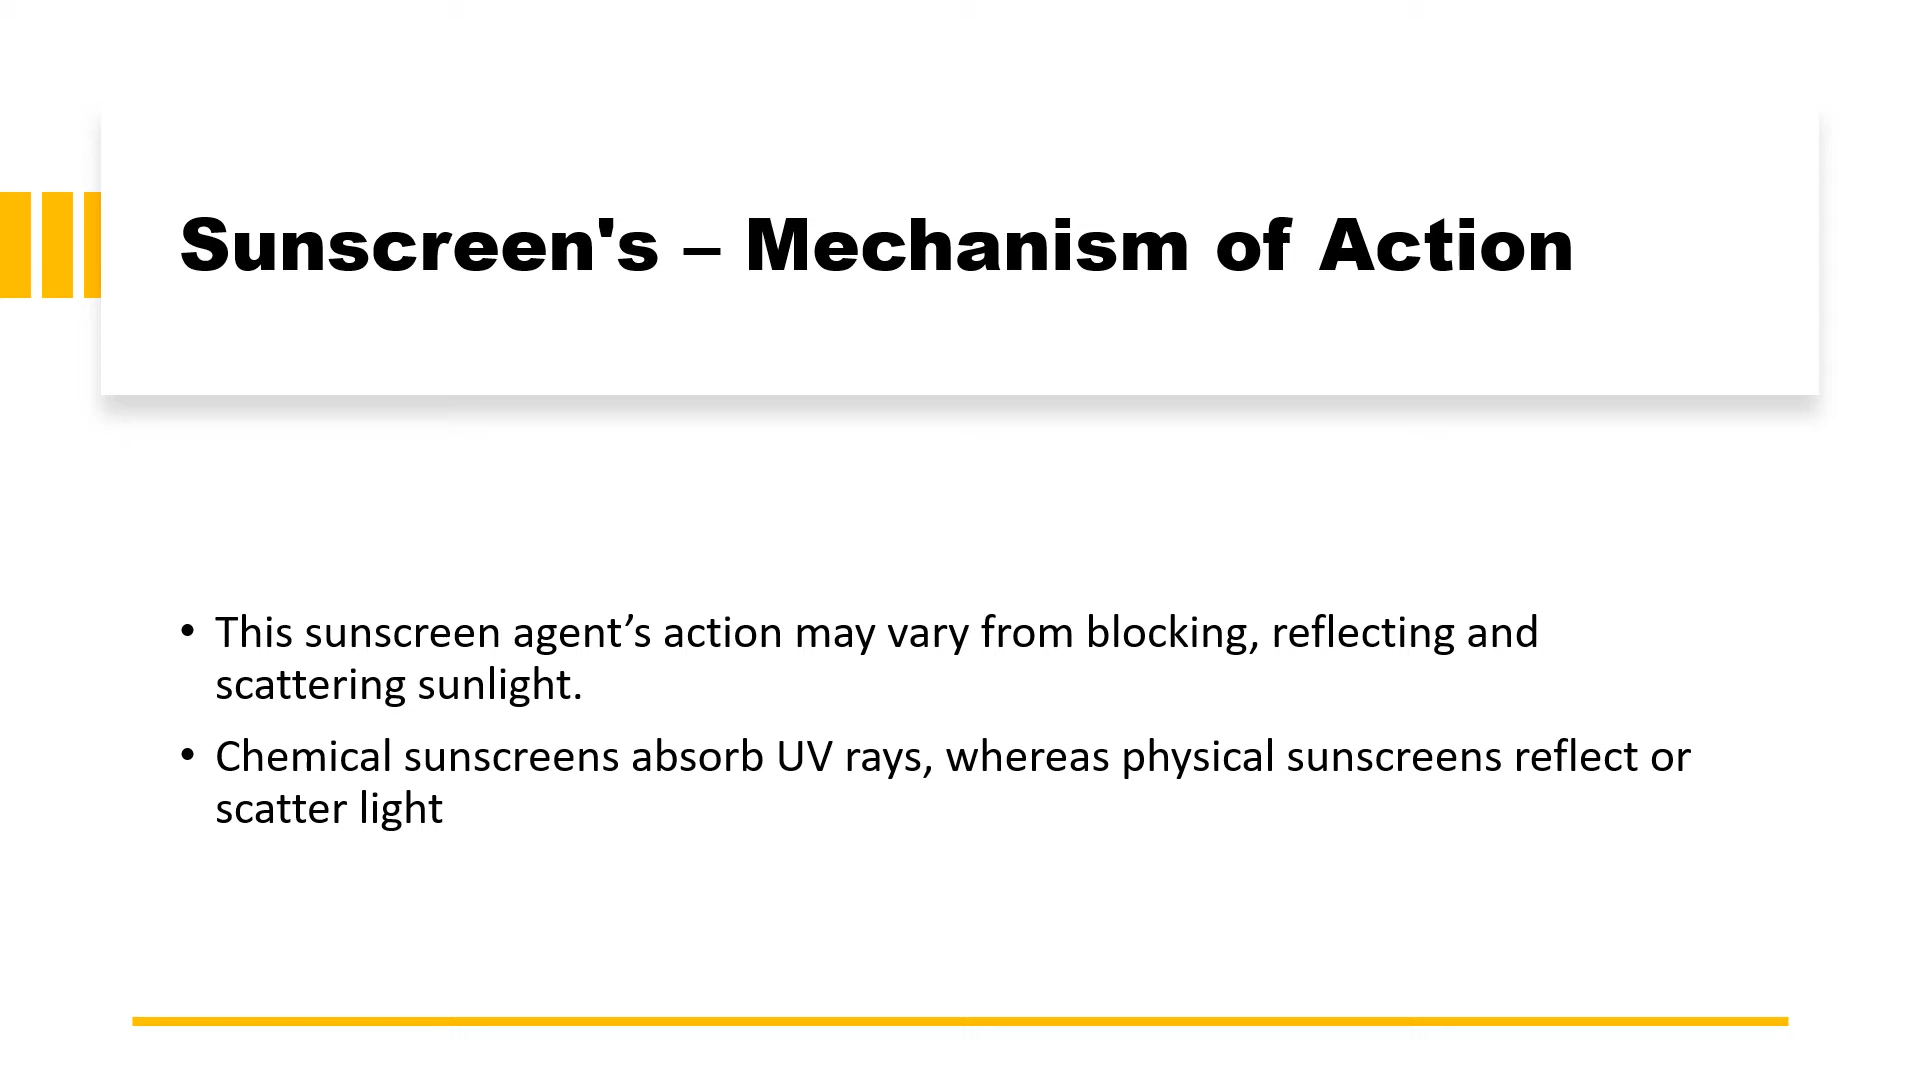 Sunscreen's – Mechanism of Action
• This sunscreen agent’s action may vary from blocking, reflecting and
scattering sunlight.
• Chemical sunscreens absorb UV rays, whereas physical sunscreens reflect or
scatter light